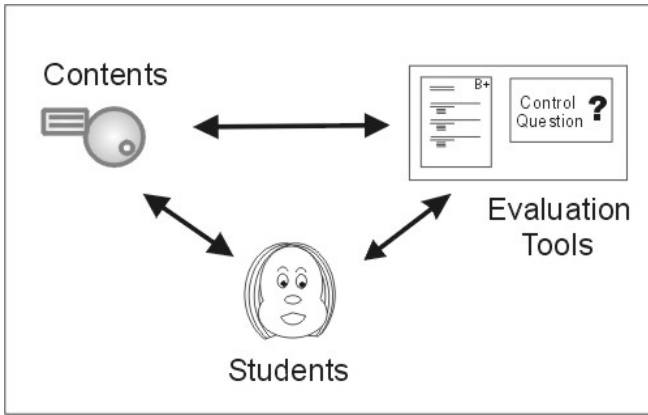 Contents
B+
Control
Question ?
Evaluation
Tools
Students